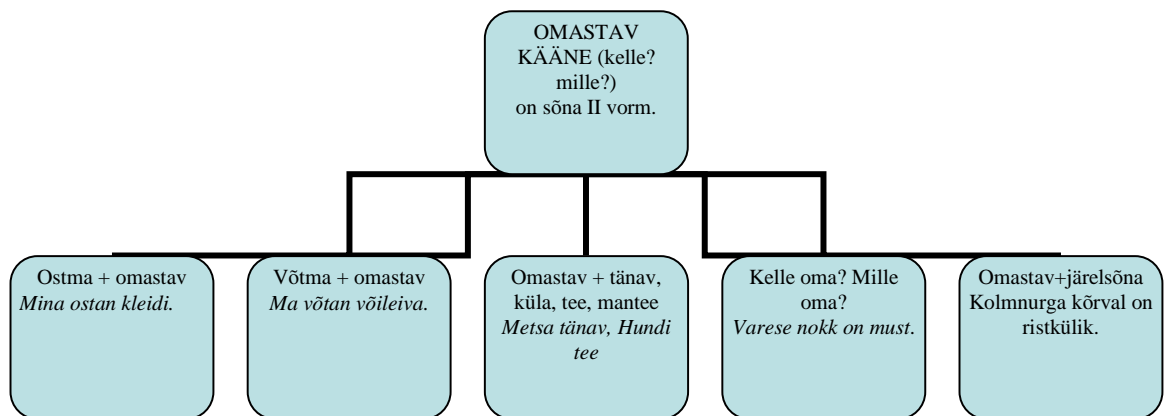 OMASTAV
KÄÄNE (kelle?
mille?)
on sõna II vorm.
Ostma + omastav
Mina ostan kleidi.
Võtma + omastav
Ma võtan võileiva.
Omastav + tänav,
küla, tee, mantee
Metsa tänav, Hundi
tee
Kelle oma? Mille
oma?
Varese nokk on must.
Omastav+järelsõna
Kolmnurga kõrval on
ristkülik.